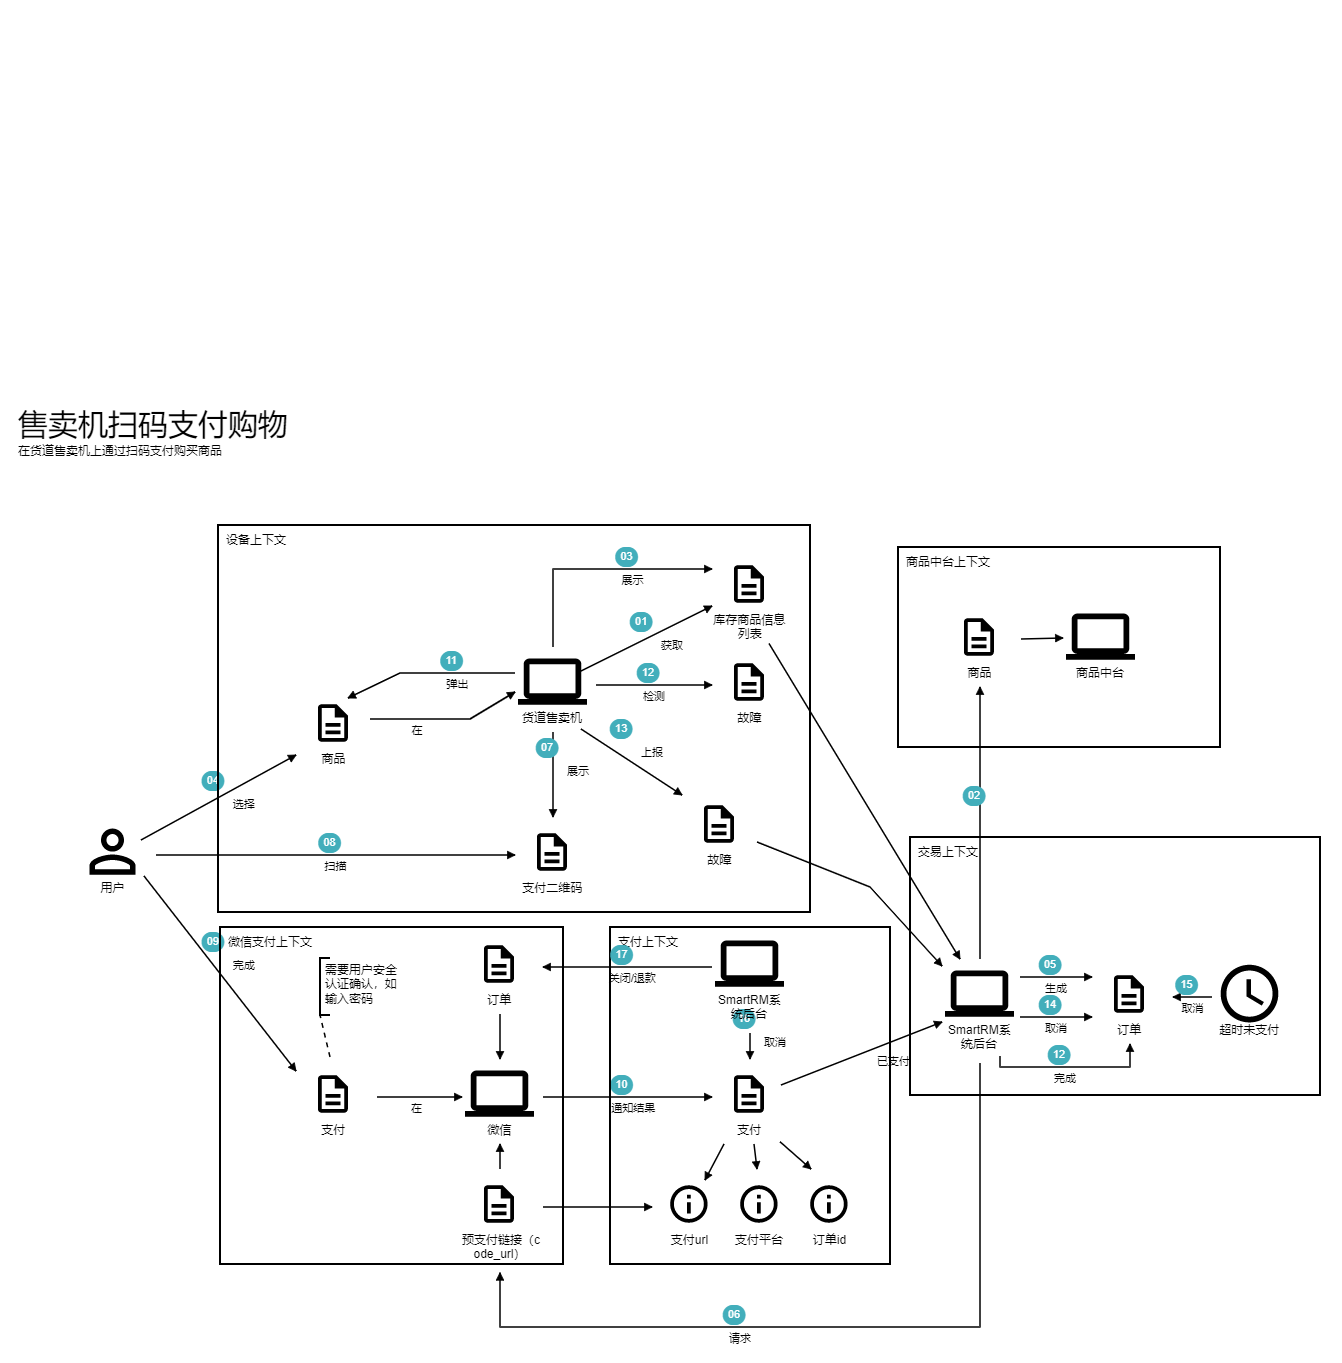 售卖机扫码支付购物
在货道售卖机上通过扫码支付购买商品
设备上下文
03
展示
库存商品信息
列表
01
获取
11
弹出
12
检测
货道售卖机
故障
在
13
上报
商品
07
展示
04
选择
08
扫描
支付二维码
故障
用户
商品中台上下文
商品
商品中台
02
交易上下文
05
生成
14
取消
SmartRM系
统后台
订单
15
取消
超时未支付
12
完成
09
完成
微信支付上下文
需要用户安全
认证确认，如
输入密码
订单
支付
在
微信
预支付链接（c
ode_url）
支付上下文
17
关闭/退款
SmartRM系
统后台
取消
10
通知结果
支付
已支付
支付url
支付平台
订单id
06
请求